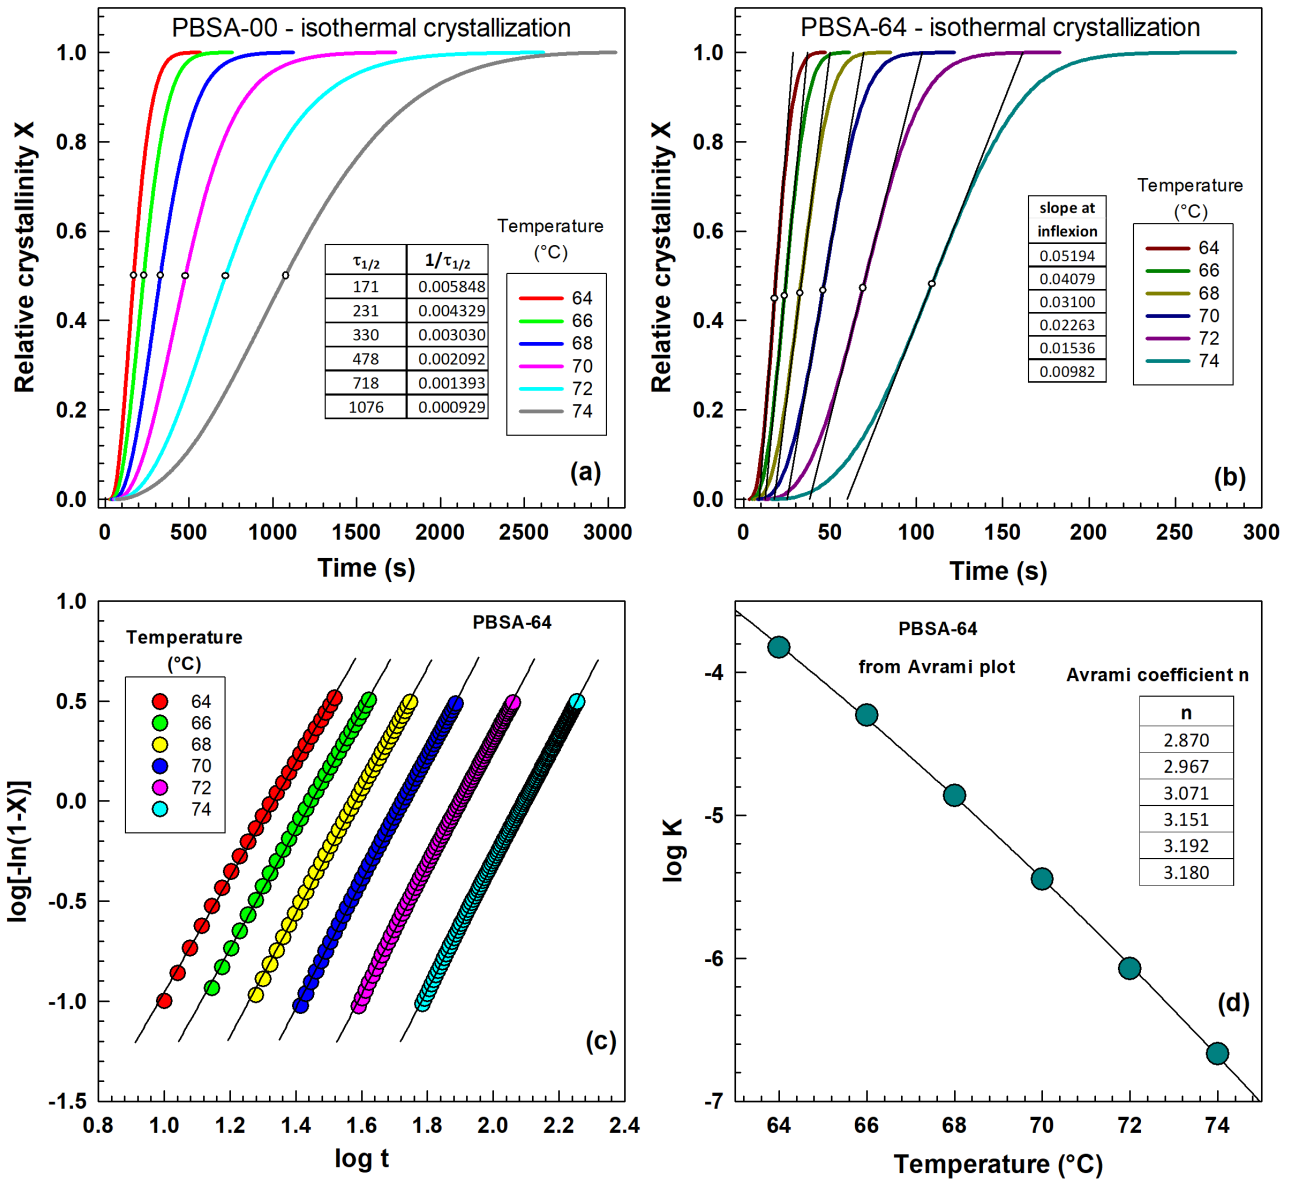 PBSA-00 - isothermal crystallization
Relative crystallinity X
1.0
0.8
0.6
0.4
0.2
0.0
0 500 1000 1500 2000 2500 3000
Time (s)
τ1/2 1/τ1/2
171 0.005848
231 0.004329
330 0.003030
478 0.002092
718 0.001393
1076 0.000929
Temperature
(°C)
64
66
68
70
72
74
(a)
PBSA-64 - isothermal crystallization
Relative crystallinity X
1.0
0.8
0.6
0.4
0.2
0.0
0 50 100 150 200 250 300
Time (s)
slope at
inflexion
0.05194
0.04079
0.03100
0.02263
0.01536
0.00982
Temperature
(°C)
64
66
68
70
72
74
(b)
PBSA-64
Temperature
(°C)
64
66
68
70
72
74
log[-ln(1-X)]
1.0
0.5
0.0
-0.5
-1.0
-1.5
0.8 1.0 1.2 1.4 1.6 1.8 2.0 2.2 2.4
log t
(c)
PBSA-64
from Avrami plot
Avrami coefficient n
n
2.870
2.967
3.071
3.151
3.192
3.180
log K
-4
-5
-6
-7
64 66 68 70 72 74
Temperature (°C)
(d)